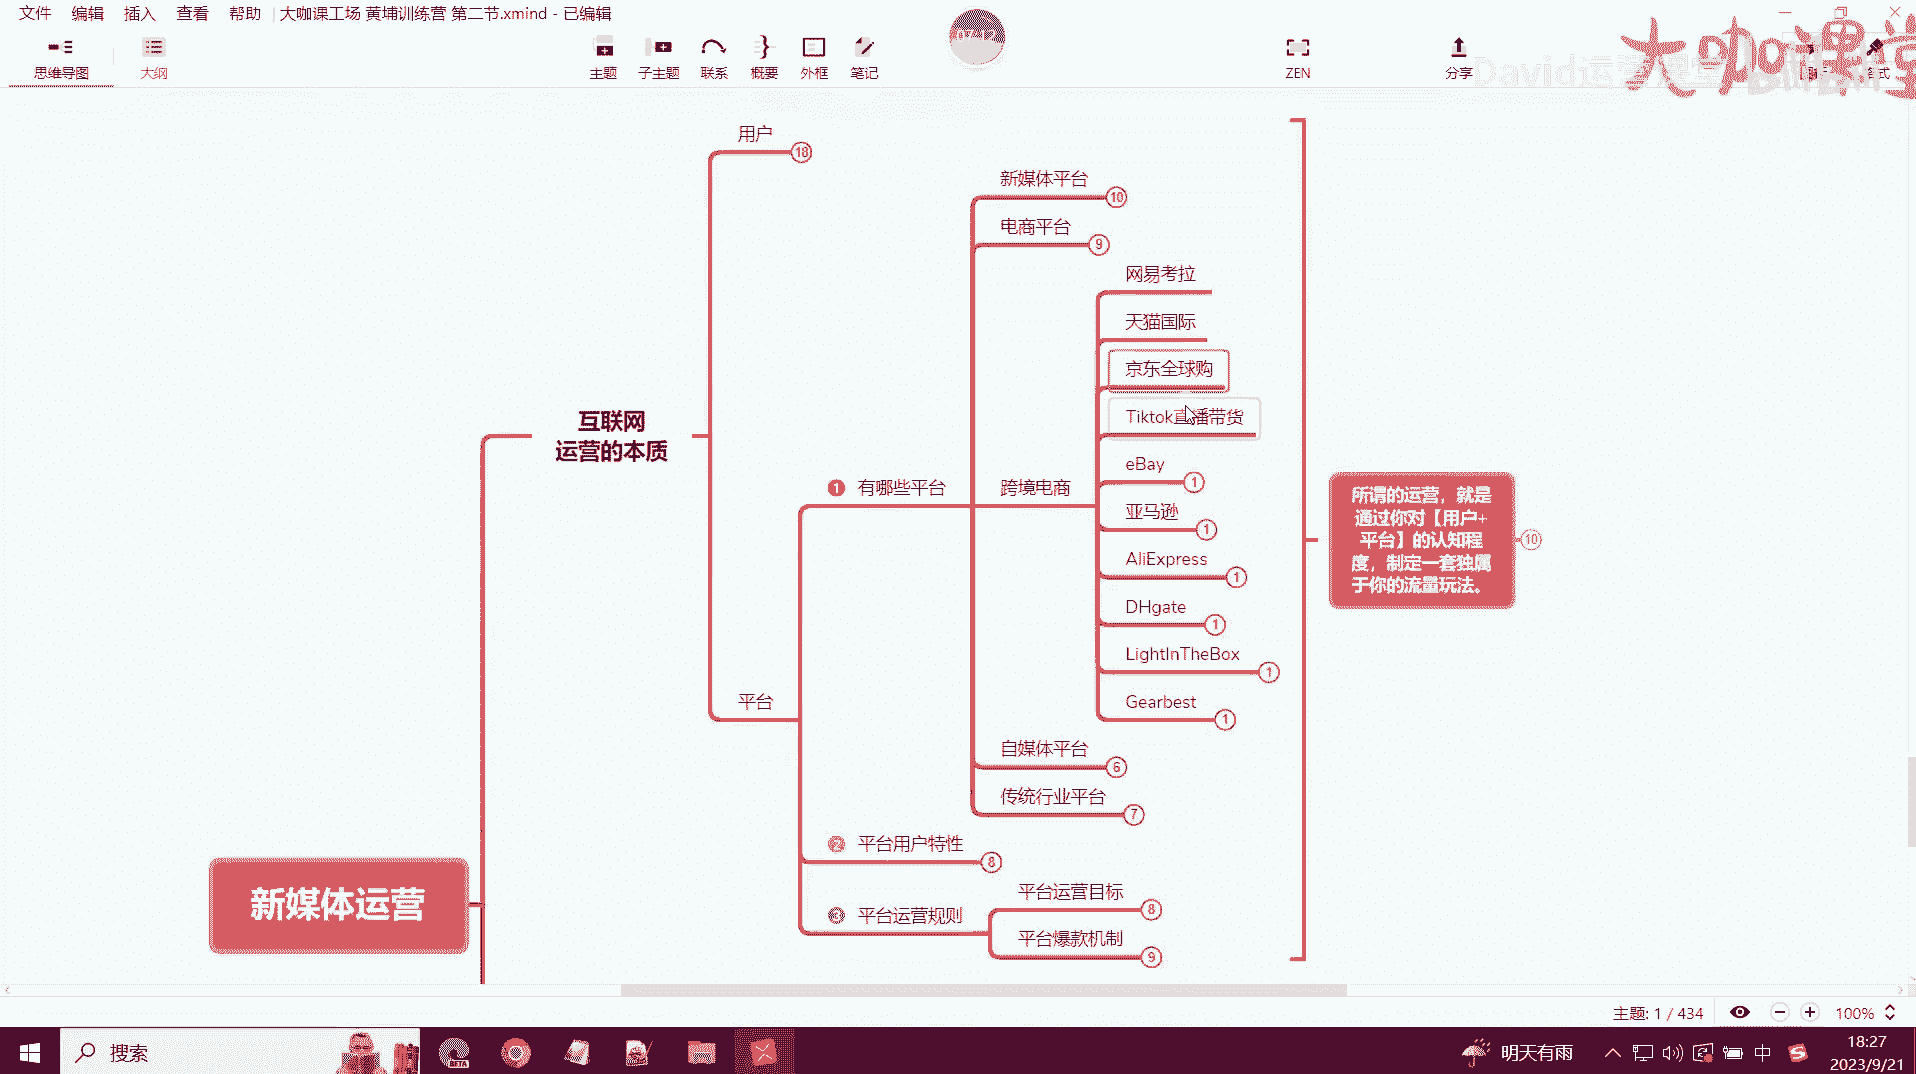 文件 编辑 插入 查看 帮助 大咖课工场 黄埔训练营 第二节.xmind - 已编辑
思维导图 大纲 主题 子主题 联系 概要 外框 笔记 ZEN 分享
大咖课堂
David运营课堂
用户 18
新媒体平台 10
电商平台 9
网易考拉
天猫国际
京东全球购
Tiktok直播带货
eBay 1
亚马逊 1
AliExpress 1
DHgate 1
LightInTheBox 1
Gearbest 1
互联网
运营的本质
1 有哪些平台
跨境电商
所谓的运营，就是
通过你对【用户+
平台】的认知程
度，制定一套独属
于你的流量玩法。
10
平台
自媒体平台 6
传统行业平台 7
2 平台用户特性 8
3 平台运营规则
平台运营目标 8
平台爆款机制 9
新媒体运营
主题: 1 / 434 100%
搜索
BETA
明天有雨
中
18:27
2023/9/21